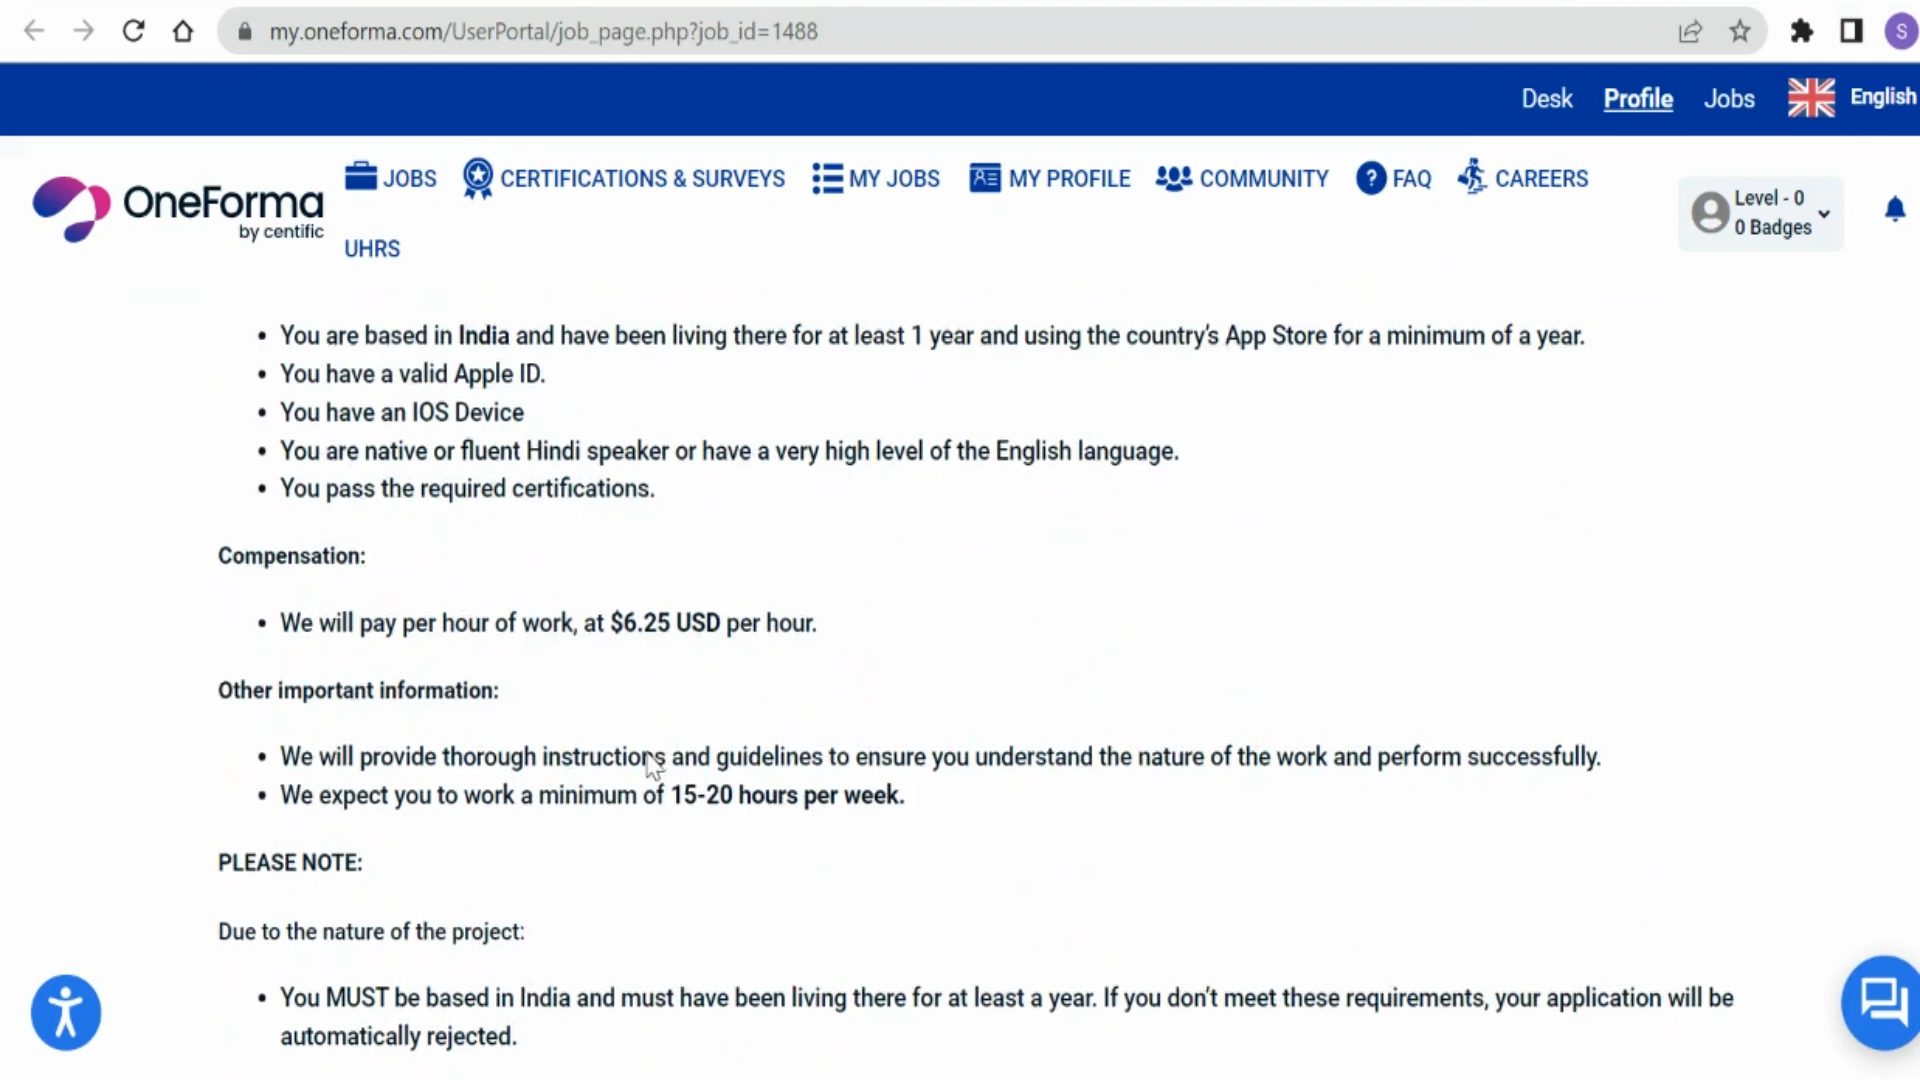 my.oneforma.com/UserPortal/job_page.php?job_id=1488
S
Desk Profile Jobs English
JOBS CERTIFICATIONS & SURVEYS MY JOBS MY PROFILE COMMUNITY ? FAQ CAREERS
OneForma
by centific
Level - 0
0 Badges
UHRS
• You are based in India and have been living there for at least 1 year and using the country's App Store for a minimum of a year.
• You have a valid Apple ID.
• You have an IOS Device
• You are native or fluent Hindi speaker or have a very high level of the English language.
• You pass the required certifications.
Compensation:
• We will pay per hour of work, at $6.25 USD per hour.
Other important information:
• We will provide thorough instructions and guidelines to ensure you understand the nature of the work and perform successfully.
• We expect you to work a minimum of 15-20 hours per week.
PLEASE NOTE:
Due to the nature of the project:
• You MUST be based in India and must have been living there for at least a year. If you don't meet these requirements, your application will be
automatically rejected.